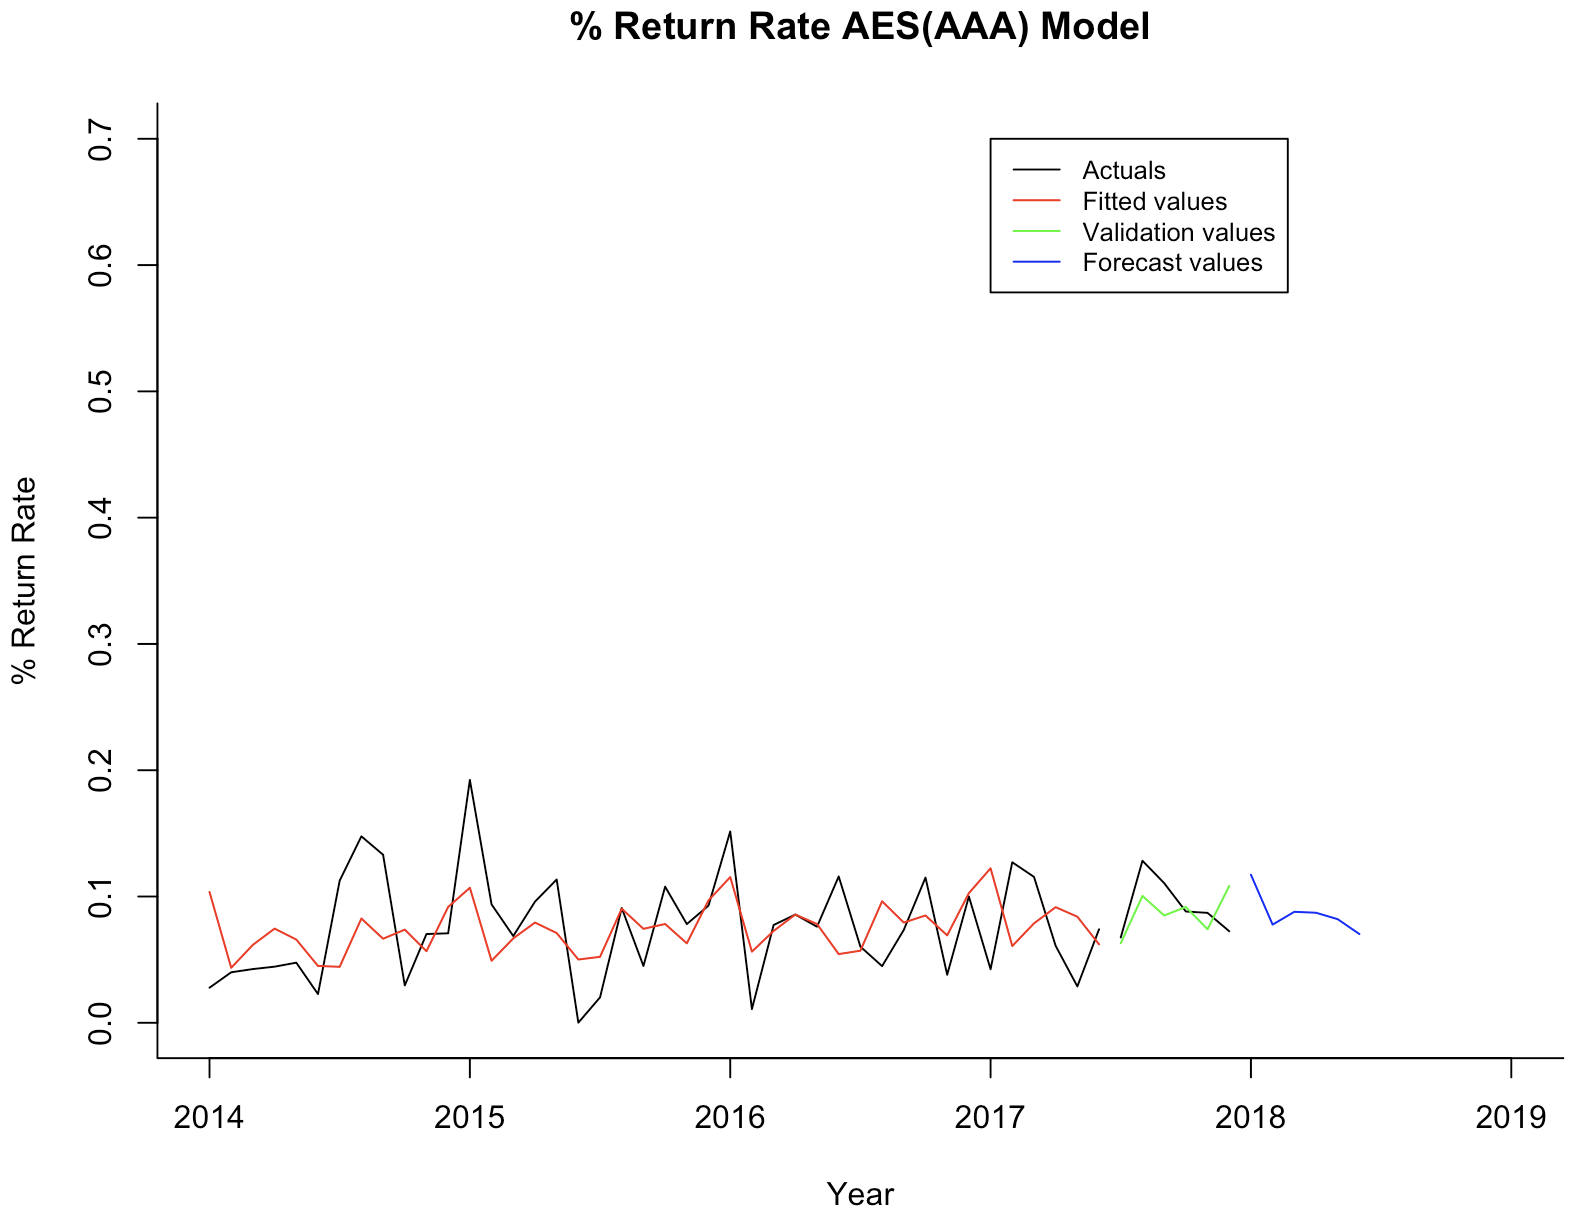 % Return Rate AES(AAA) Model
0.7
0.6
0.5
0.4
0.3
0.2
0.1
0.0
% Return Rate
Actuals
Fitted values
Validation values
Forecast values
2014
2015
2016
2017
2018
2019
Year